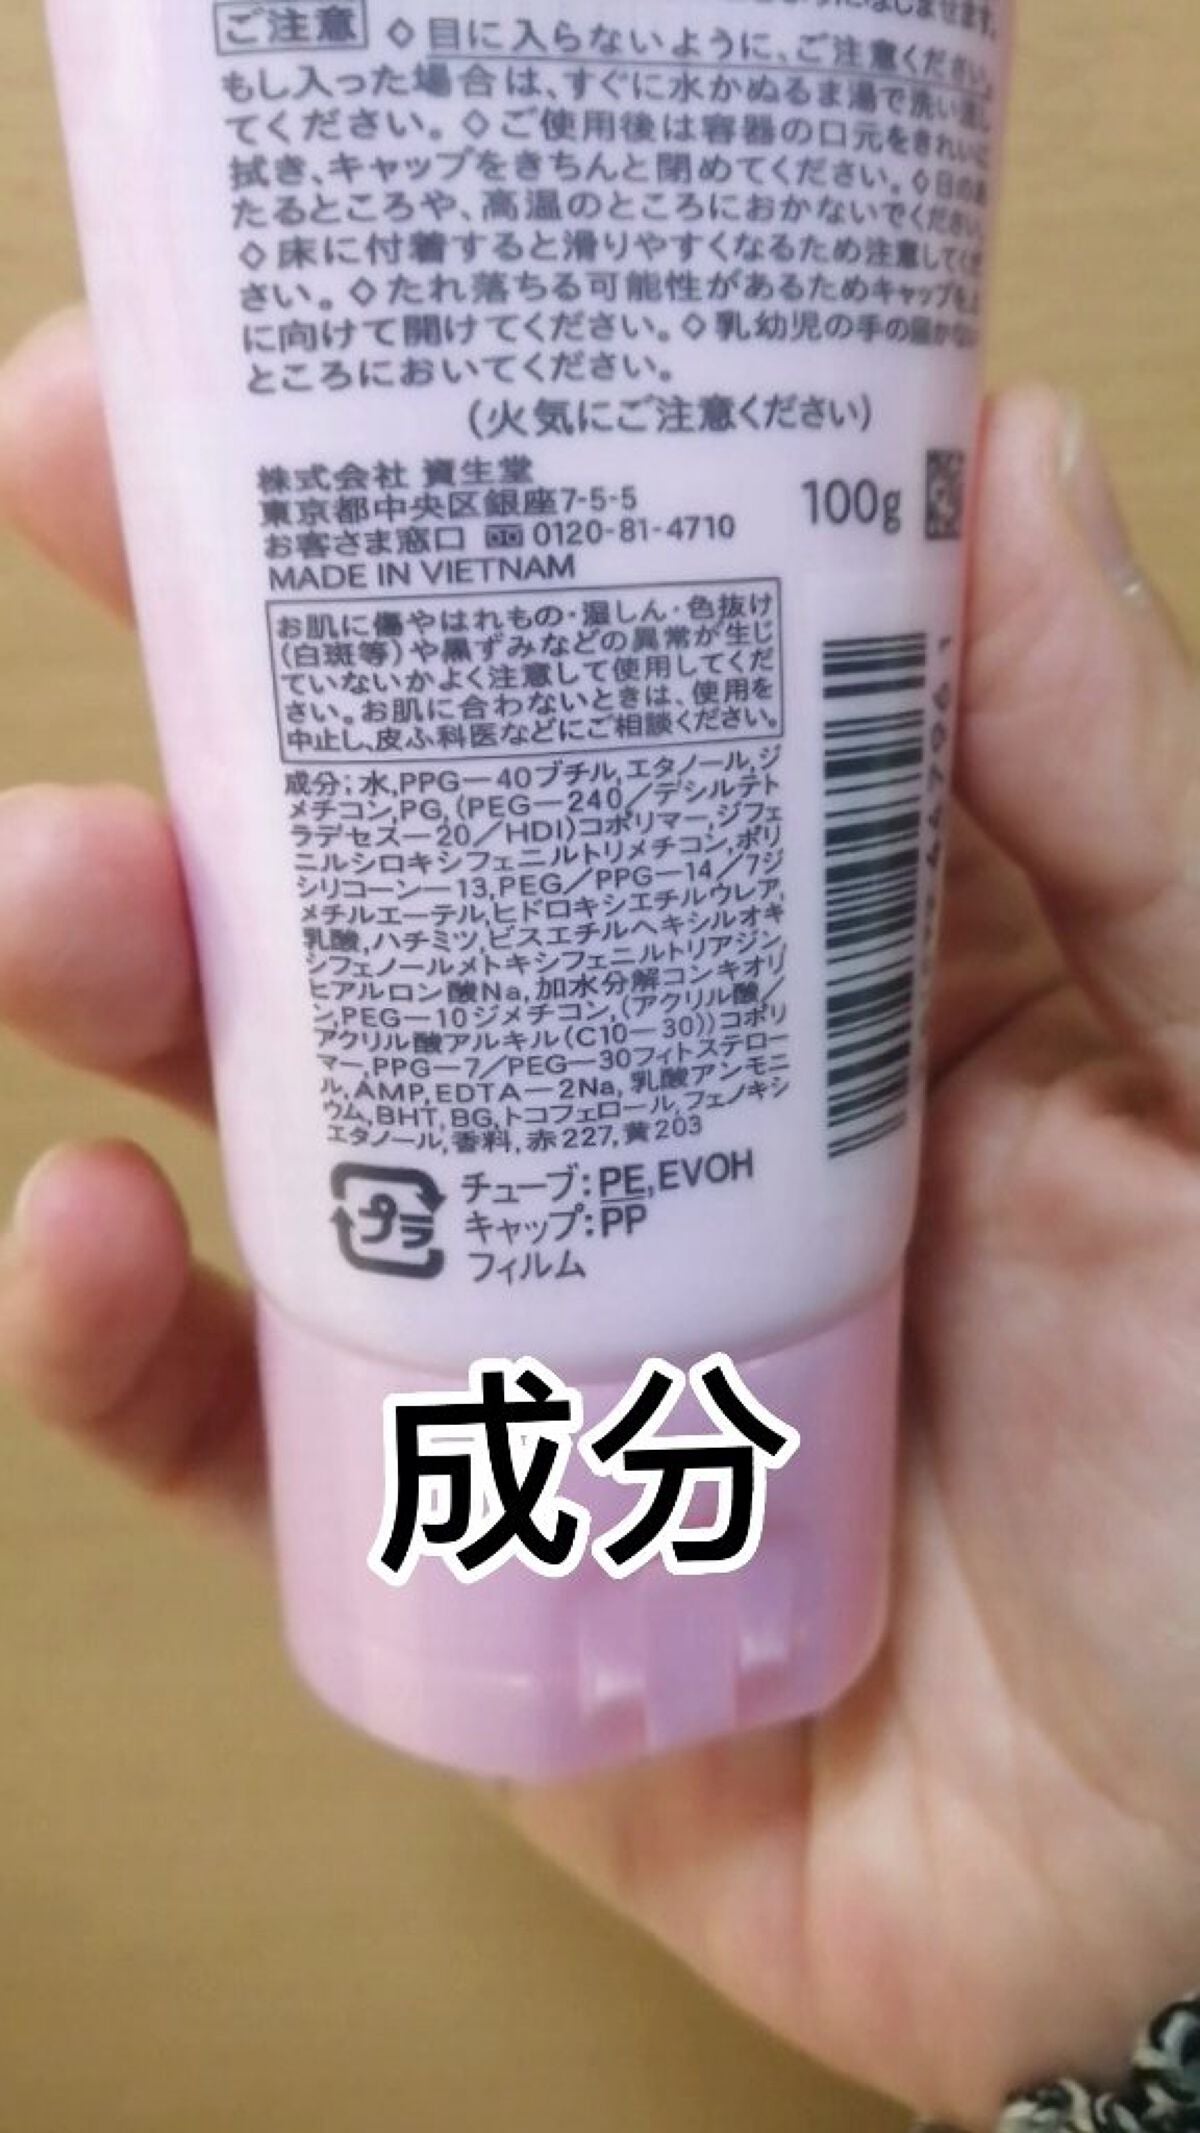 ご注意 ◇目に入らないように、ご注意ください。
もし入った場合は、すぐに水かぬるま湯で洗い流し
てください。◇ご使用後は容器の口元をきれいに
拭き、キャップをきちんと閉めてください。◇日の
たるところや、高温のところにおかないでください。
◇床に付着すると滑りやすくなるため注意してくだ
さい。◇たれ落ちる可能性があるためキャップを上
に向けて開けてください。◇乳幼児の手の届かない
ところにおいてください。
(火気にご注意ください)
株式会社 資生堂
東京都中央区銀座7-5-5
お客さま窓口 0120-81-4710
MADE IN VIETNAM
100g
お肌に傷やはれもの・湿しん・色抜け
(白斑等)や黒ずみなどの異常が生じ
ていないかよく注意して使用してくだ
さい。お肌に合わないときは、使用を
中止し、皮ふ科医などにご相談ください。
成分:水,PPG－40ブチル,エタノール,ジ
メチコン,PG,(PEG－240／デシルテト
ラデセス－20／HDI)コポリマー,ジフェ
ニルシロキシフェニルトリメチコン,ポリ
シリコーン－13,PEG／PPG－14／7ジ
メチルエーテル,ヒドロキシエチルウレア,
乳酸,ハチミツ,ビスエチルヘキシルオキ
シフェノールメトキシフェニルトリアジン,
ヒアルロン酸Na,加水分解コンキオリ
ン,PEG－10ジメチコン,(アクリル酸／
アクリル酸アルキル(C10－30))コポリ
マー,PPG－7／PEG－30フィトステロー
ル,AMP,EDTA－2Na,乳酸アンモニ
ウム,BHT,BG,トコフェロール,フェノキシ
エタノール,香料,赤227,黄203
プラ
チューブ:PE,EVOH
キャップ:PP
フィルム
成分